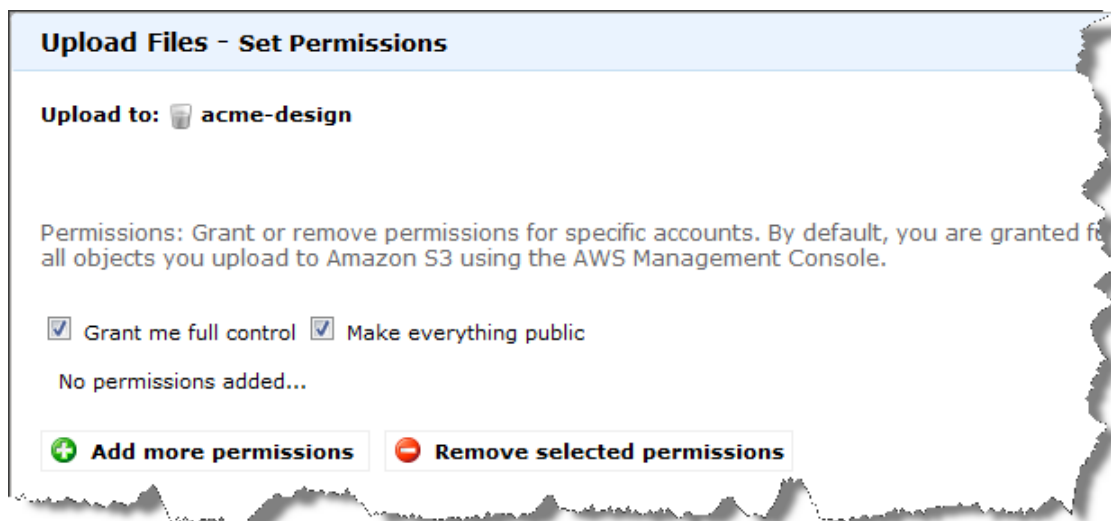 Upload Files - Set Permissions
Upload to: acme-design
Permissions: Grant or remove permissions for specific accounts. By default, you are granted
all objects you upload to Amazon S3 using the AWS Management Console.
Grant me full control Make everything public
No permissions added...
Add more permissions Remove selected permissions